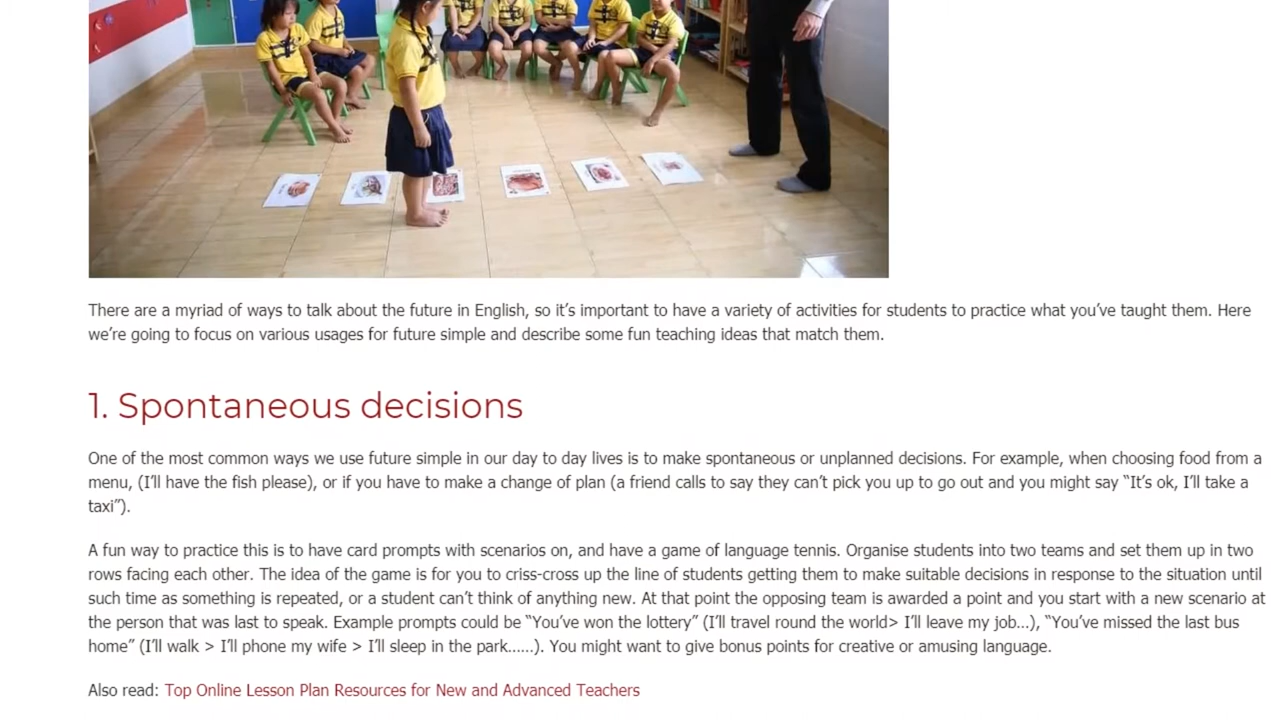 There are a myriad of ways to talk about the future in English, so it’s important to have a variety of activities for students to practice what you’ve taught them. Here
we’re going to focus on various usages for future simple and describe some fun teaching ideas that match them.
1. Spontaneous decisions
One of the most common ways we use future simple in our day to day lives is to make spontaneous or unplanned decisions. For example, when choosing food from a
menu, (I’ll have the fish please), or if you have to make a change of plan (a friend calls to say they can’t pick you up to go out and you might say “It’s ok, I’ll take a
taxi”).
A fun way to practice this is to have card prompts with scenarios on, and have a game of language tennis. Organise students into two teams and set them up in two
rows facing each other. The idea of the game is for you to criss-cross up the line of students getting them to make suitable decisions in response to the situation until
such time as something is repeated, or a student can’t think of anything new. At that point the opposing team is awarded a point and you start with a new scenario at
the person that was last to speak. Example prompts could be “You’ve won the lottery” (I’ll travel round the world> I’ll leave my job…), “You’ve missed the last bus
home” (I’ll walk > I’ll phone my wife > I’ll sleep in the park……). You might want to give bonus points for creative or amusing language.
Also read: Top Online Lesson Plan Resources for New and Advanced Teachers